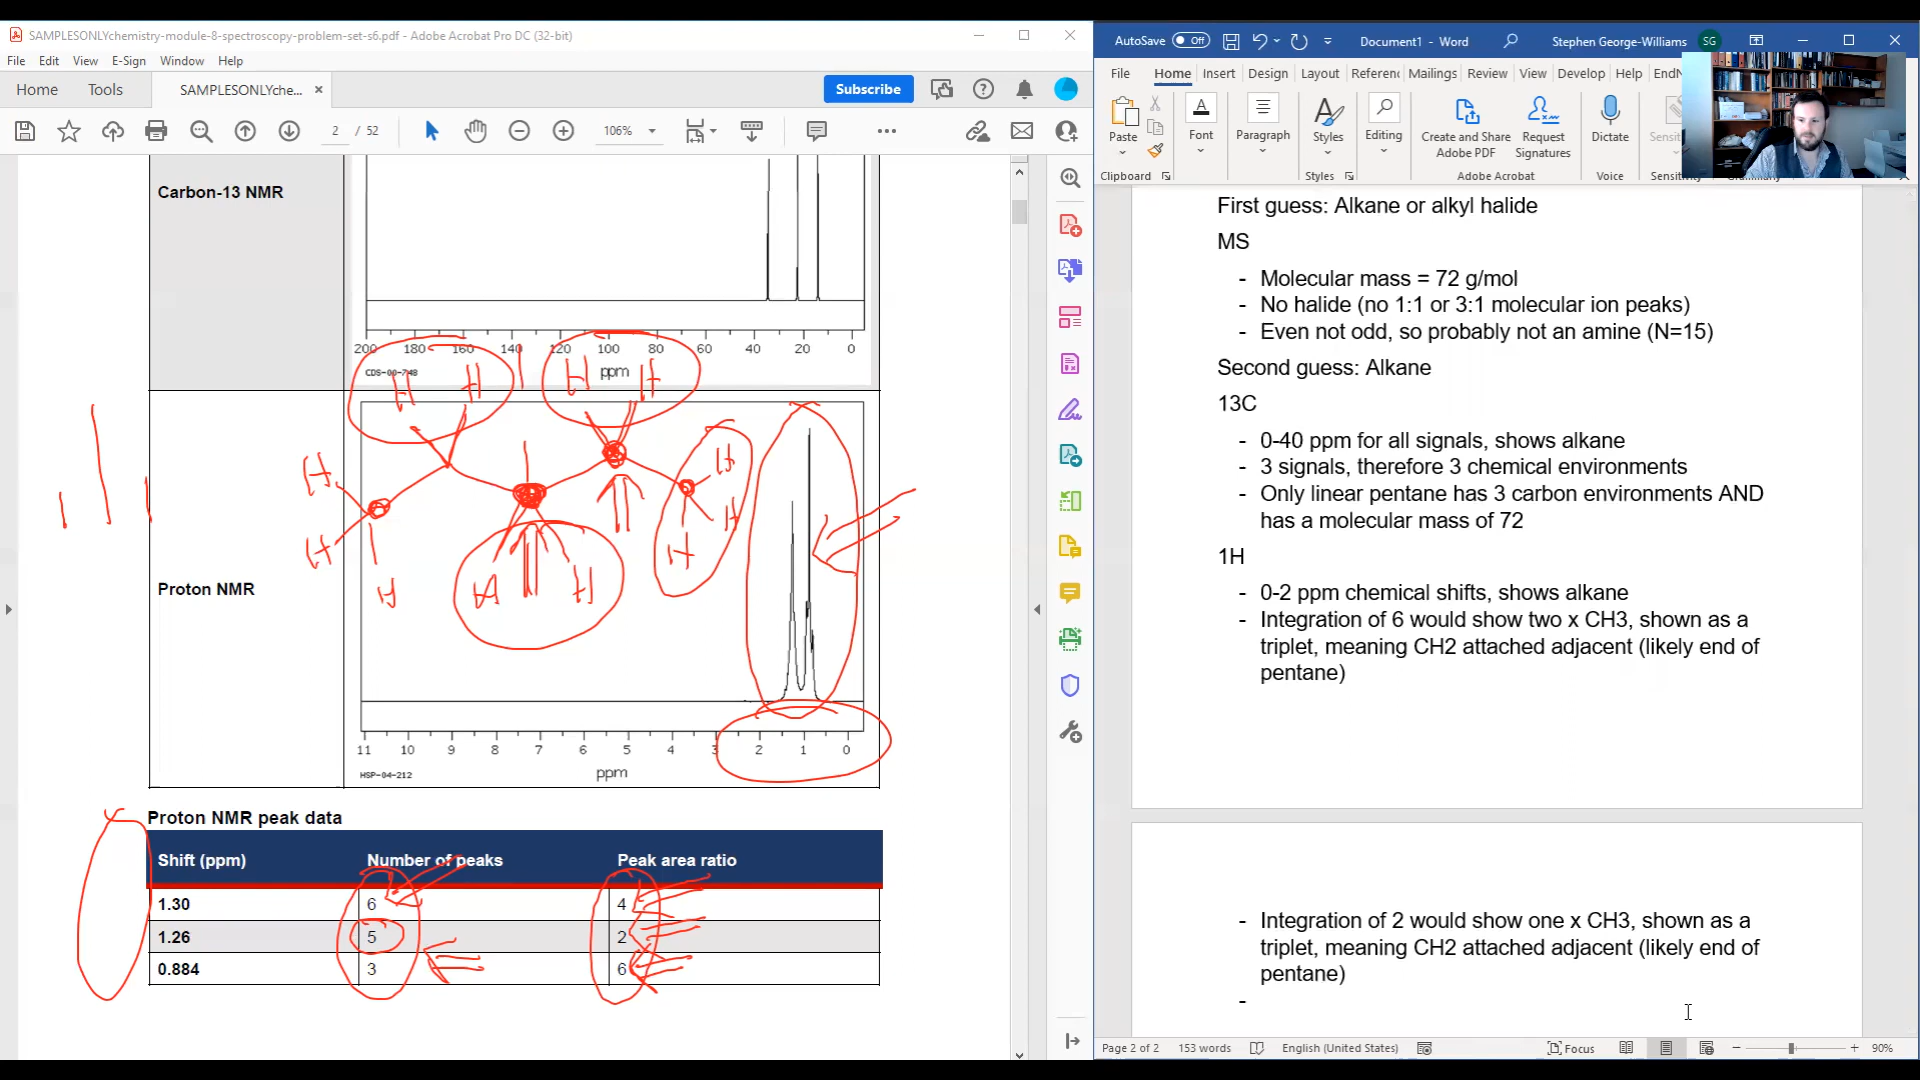 SAMPLESONLYchemistry-module-8-spectroscopy-problem-set-s6.pdf - Adobe Acrobat Pro DC (32-bit)
File Edit View E-Sign Window Help
Home Tools SAMPLESONLYche... ×
Subscribe
2 / 52
106%
Carbon-13 NMR
200 180 160 140 120 100 80 60 40 20 0
ppm
H H H H
H H
H H H H
H H
Proton NMR
11 10 9 8 7 6 5 4 3 2 1 0
HSP-04-212 ppm
Proton NMR peak data
Shift (ppm) Number of peaks Peak area ratio
1.30 6 4
1.26 5 2
0.884 3 6
AutoSave Off Document1 - Word Stephen George-Williams SG
File Home Insert Design Layout Referenc Mailings Review View Develop Help EndN
Paste Font Paragraph Styles Editing Create and Share Adobe PDF Request Signatures Dictate Sensit
Clipboard Styles Adobe Acrobat Voice
First guess: Alkane or alkyl halide
MS
- Molecular mass = 72 g/mol
- No halide (no 1:1 or 3:1 molecular ion peaks)
- Even not odd, so probably not an amine (N=15)
Second guess: Alkane
13C
- 0-40 ppm for all signals, shows alkane
- 3 signals, therefore 3 chemical environments
- Only linear pentane has 3 carbon environments AND
has a molecular mass of 72
1H
- 0-2 ppm chemical shifts, shows alkane
- Integration of 6 would show two x CH3, shown as a
triplet, meaning CH2 attached adjacent (likely end of
pentane)
- Integration of 2 would show one x CH3, shown as a
triplet, meaning CH2 attached adjacent (likely end of
pentane)
-
Page 2 of 2 153 words English (United States) Focus 90%